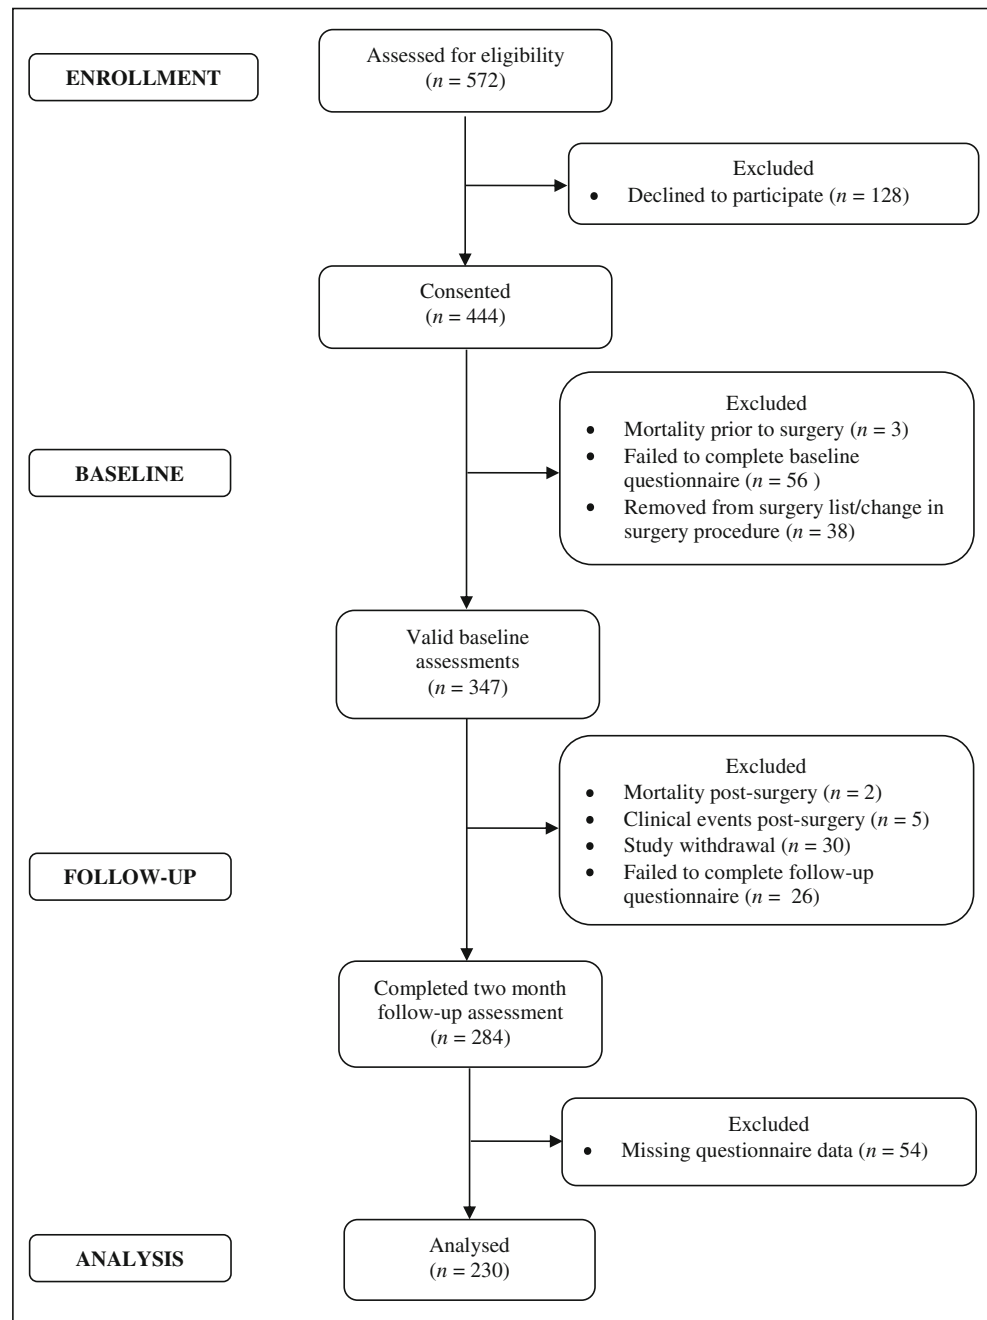 ENROLLMENT
Assessed for eligibility
(n = 572)
Excluded
• Declined to participate (n = 128)
Consented
(n = 444)
BASELINE
Excluded
• Mortality prior to surgery (n = 3)
• Failed to complete baseline
questionnaire (n = 56 )
• Removed from surgery list/change in
surgery procedure (n = 38)
Valid baseline
assessments
(n = 347)
FOLLOW-UP
Excluded
• Mortality post-surgery (n = 2)
• Clinical events post-surgery (n = 5)
• Study withdrawal (n = 30)
• Failed to complete follow-up
questionnaire (n = 26)
Completed two month
follow-up assessment
(n = 284)
Excluded
• Missing questionnaire data (n = 54)
ANALYSIS
Analysed
(n = 230)